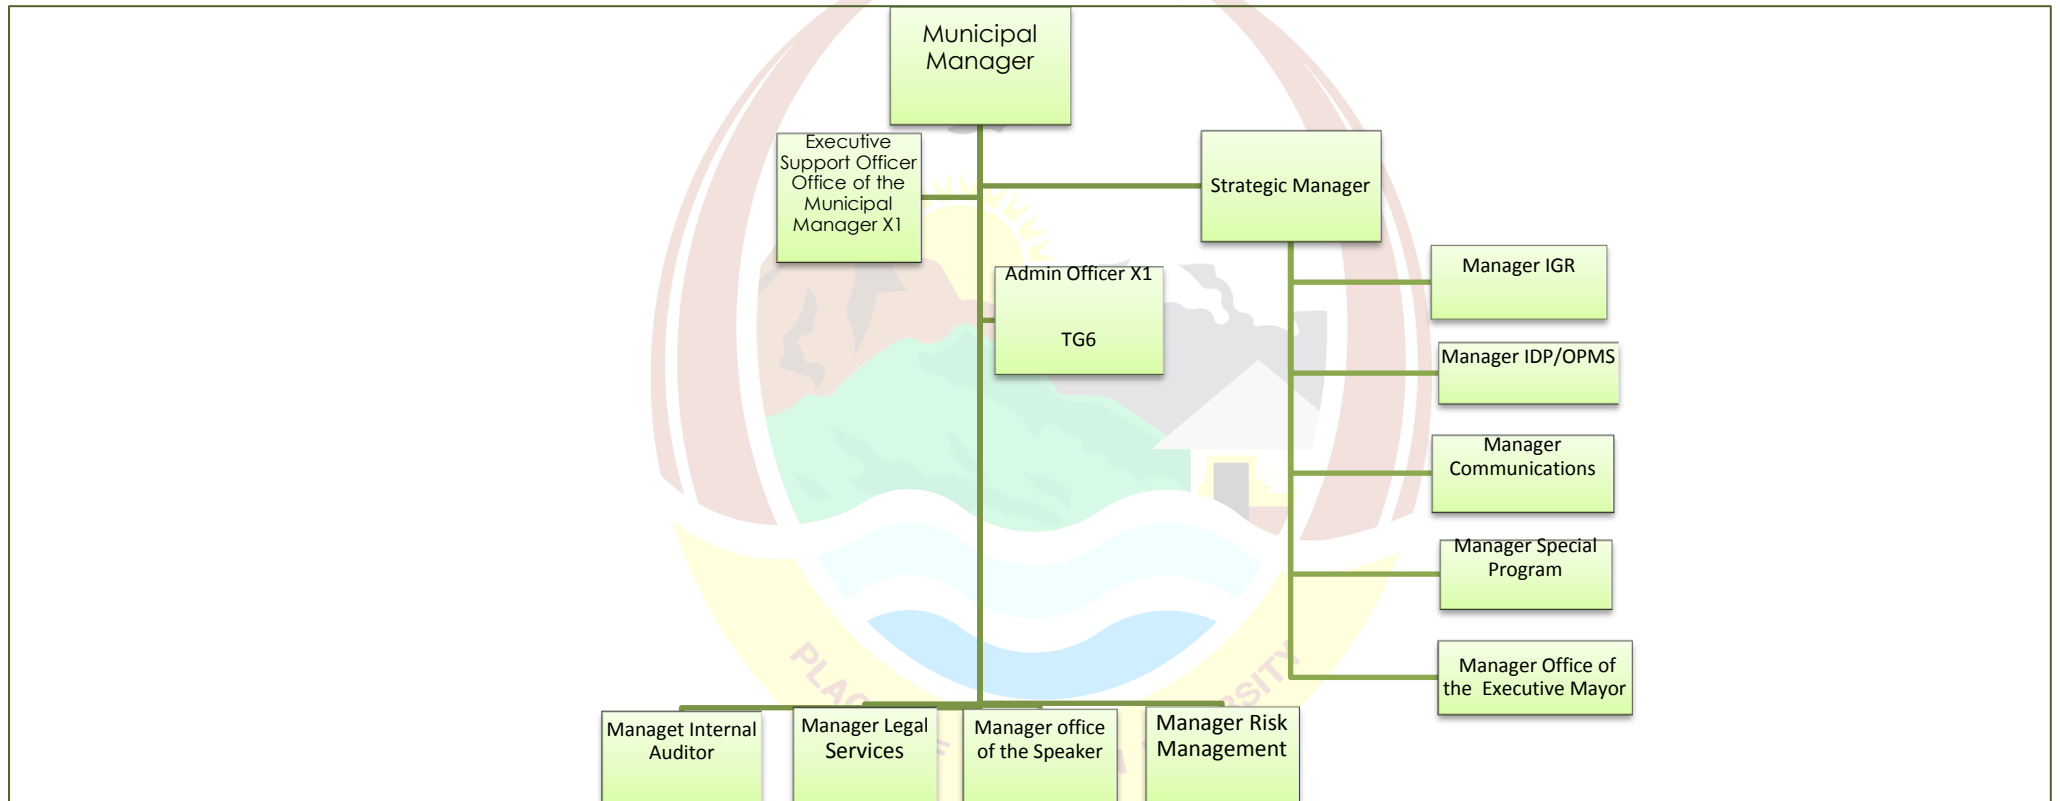 Municipal
Manager
Executive
Support Officer
Office of the
Municipal
Manager X1
Strategic Manager
Admin Officer X1
TG6
Manager IGR
Manager IDP/OPMS
Manager
Communications
Manager Special
Program
Manager Office of
the Executive Mayor
Managet Internal
Auditor
Manager Legal
Services
Manager office
of the Speaker
Manager Risk
Management